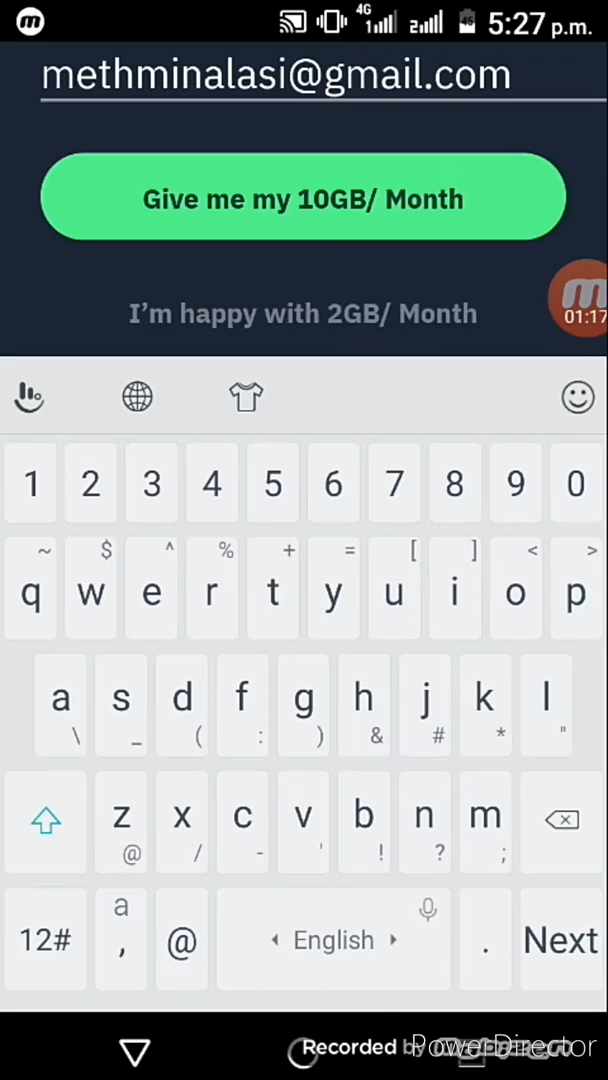 4G
45
5:27 p.m.
methminalasi@gmail.com
Give me my 10GB/ Month
I’m happy with 2GB/ Month
01:17
1 2 3 4 5 6 7 8 9 0
~ $ ^ % + = [ ] < >
q w e r t y u i o p
a s d f g h j k l
\ _ ( : ) & # * "
z x c v b n m
@ / - ' ! ? ;
a
12# , @ English . Next
Recorded by
PowerDirector